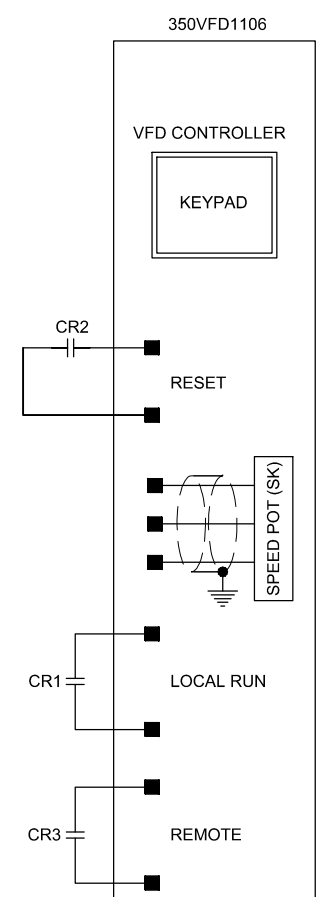 350VFD1106
VFD CONTROLLER
KEYPAD
CR2
RESET
SPEED POT (SK)
CR1
LOCAL RUN
CR3
REMOTE